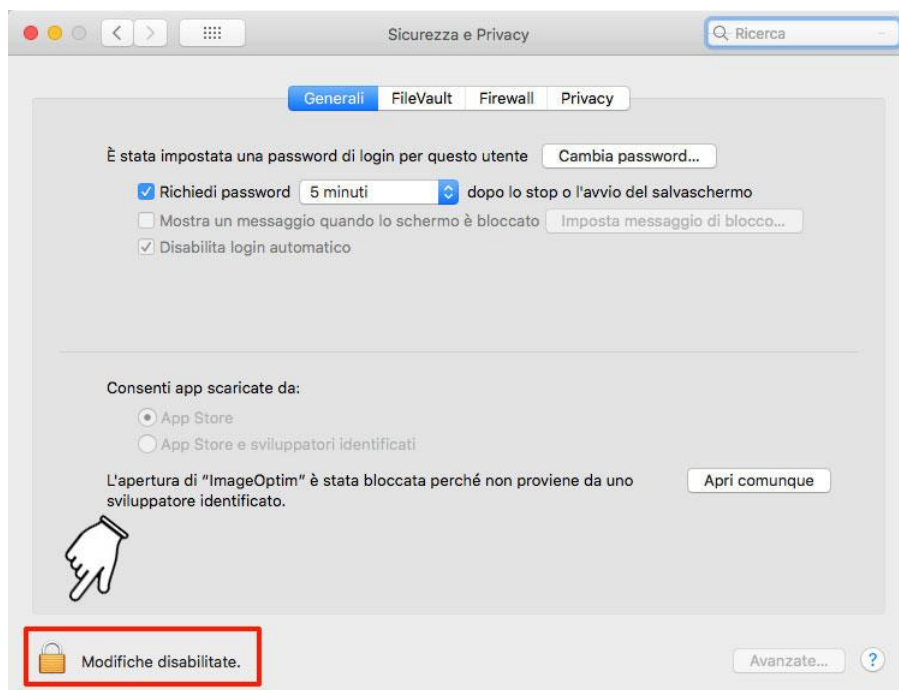 Sicurezza e Privacy
Ricerca
Generali FileVault Firewall Privacy
È stata impostata una password di login per questo utente Cambia password...
Richiedi password 5 minuti dopo lo stop o l'avvio del salvaschermo
Mostra un messaggio quando lo schermo è bloccato Imposta messaggio di blocco...
Disabilita login automatico
Consenti app scaricate da:
App Store
App Store e sviluppatori identificati
L'apertura di “ImageOptim” è stata bloccata perché non proviene da uno Apri comunque
sviluppatore identificato.
Modifiche disabilitate.
Avanzate... ?